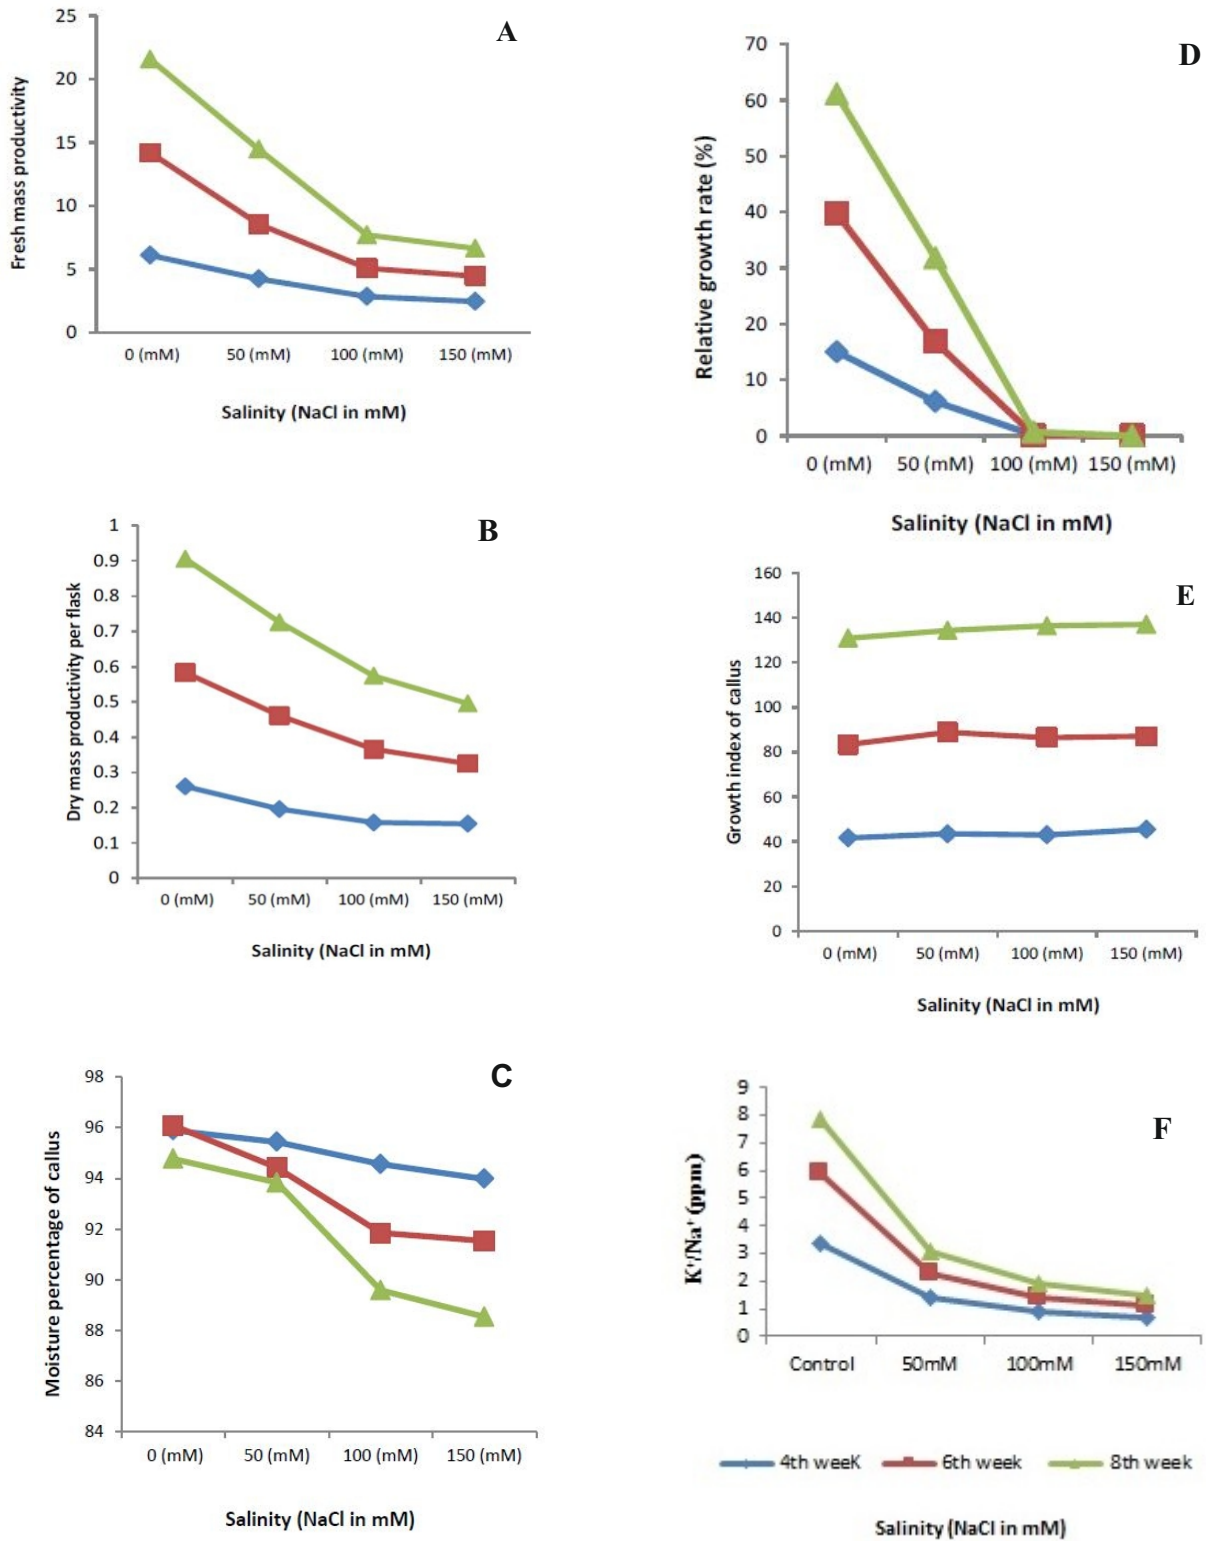 A
Fresh mass productivity
25
20
15
10
5
0
0 (mM) 50 (mM) 100 (mM) 150 (mM)
Salinity (NaCl in mM)
D
Relative growth rate (%)
70
60
50
40
30
20
10
0
0 (mM) 50 (mM) 100 (mM) 150 (mM)
Salinity (NaCl in mM)
B
Dry mass productivity per flask
1
0.9
0.8
0.7
0.6
0.5
0.4
0.3
0.2
0.1
0
0 (mM) 50 (mM) 100 (mM) 150 (mM)
Salinity (NaCl in mM)
E
Growth index of callus
160
140
120
100
80
60
40
20
0
0 (mM) 50 (mM) 100 (mM) 150 (mM)
Salinity (NaCl in mM)
C
Moisture percentage of callus
98
96
94
92
90
88
86
84
0 (mM) 50 (mM) 100 (mM) 150 (mM)
Salinity (NaCl in mM)
F
K⁺/Na⁺ (ppm)
9
8
7
6
5
4
3
2
1
0
Control 50mM 100mM 150mM
4th weeK 6th week 8th week
Salinity (NaCl in mM)